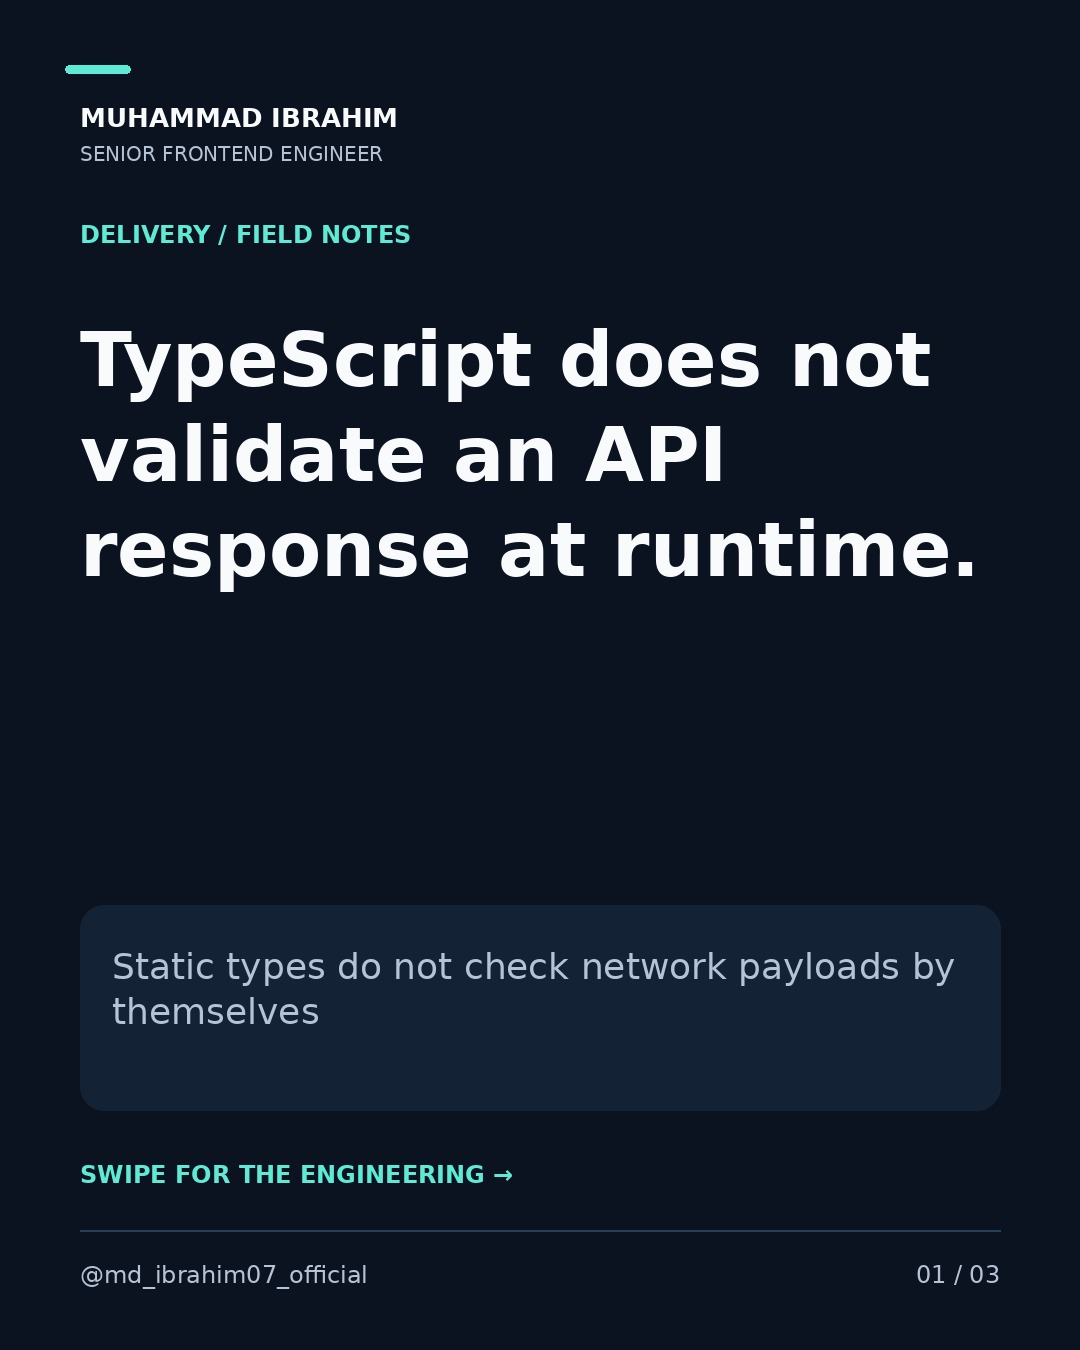 MUHAMMAD IBRAHIM
SENIOR FRONTEND ENGINEER
DELIVERY / FIELD NOTES
TypeScript does not
validate an API
response at runtime.
Static types do not check network payloads by
themselves
SWIPE FOR THE ENGINEERING →
@md_ibrahim07_official
01 / 03